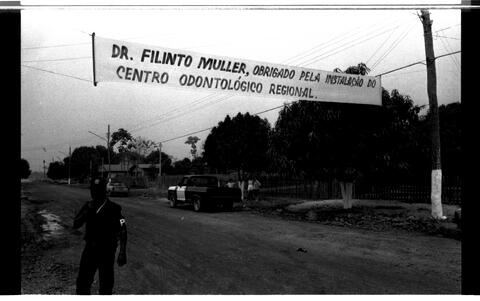 DR. FILINTO MULLER, OBRIGADO PELA INSTALAÇÃO DO
CENTRO ODONTOLÓGICO REGIONAL.
P